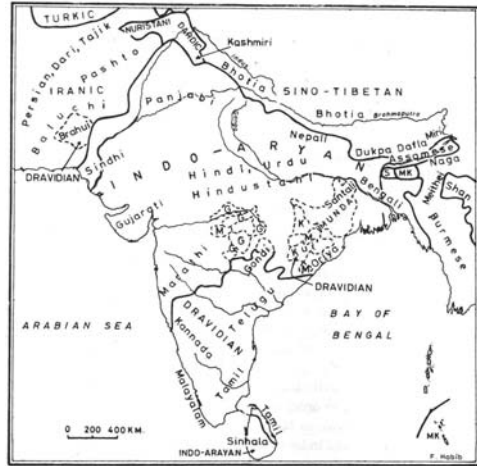 TURKIC
NURISTANI
DARDIC
Kashmiri
Persian, Dari, Tajik
Pashto
IRANIC
Baluchi
Brahui
DRAVIDIAN
Sindhi
Panjabi
Bhotia
SINO-TIBETAN
Bhotia
Brahmaputra
Nepali
Dukpa Dafla Miri
Assamese
Naga
INDO-ARYAN
Hindi, Urdu
Hindustani
Gujarati
Santali
MUNDA
Bengali
S
MK
Meithei
Shan
Burmese
K
M
G
G
G
G
M
Gondi
Oriya
DRAVIDIAN
Marathi
Telugu
DRAVIDIAN
Kannada
Tamil
Malayalam
ARABIAN SEA
BAY OF
BENGAL
0 200 400 KM.
Tamil
Sinhala
INDO-ARAYAN
MK
F. Habib